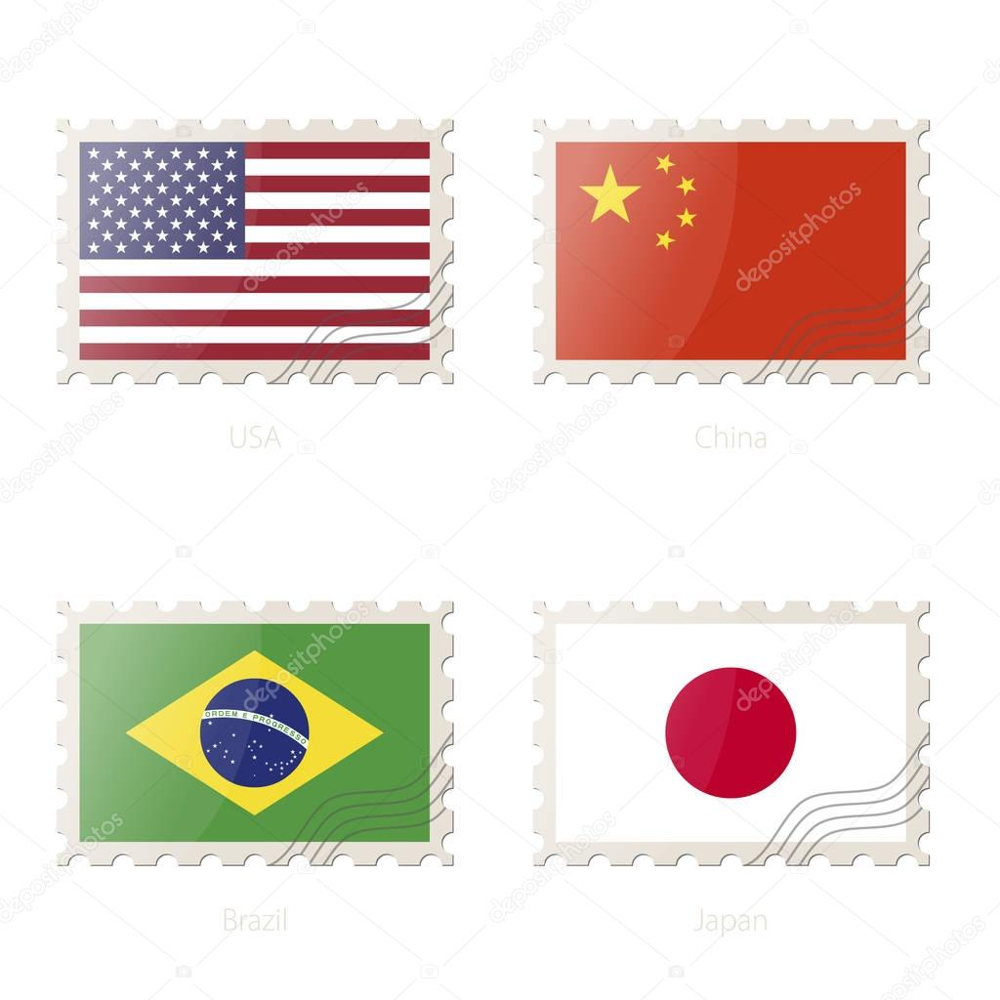 USA
China
ORDEM E PROGRESSO
Brazil
Japan
depositphotos